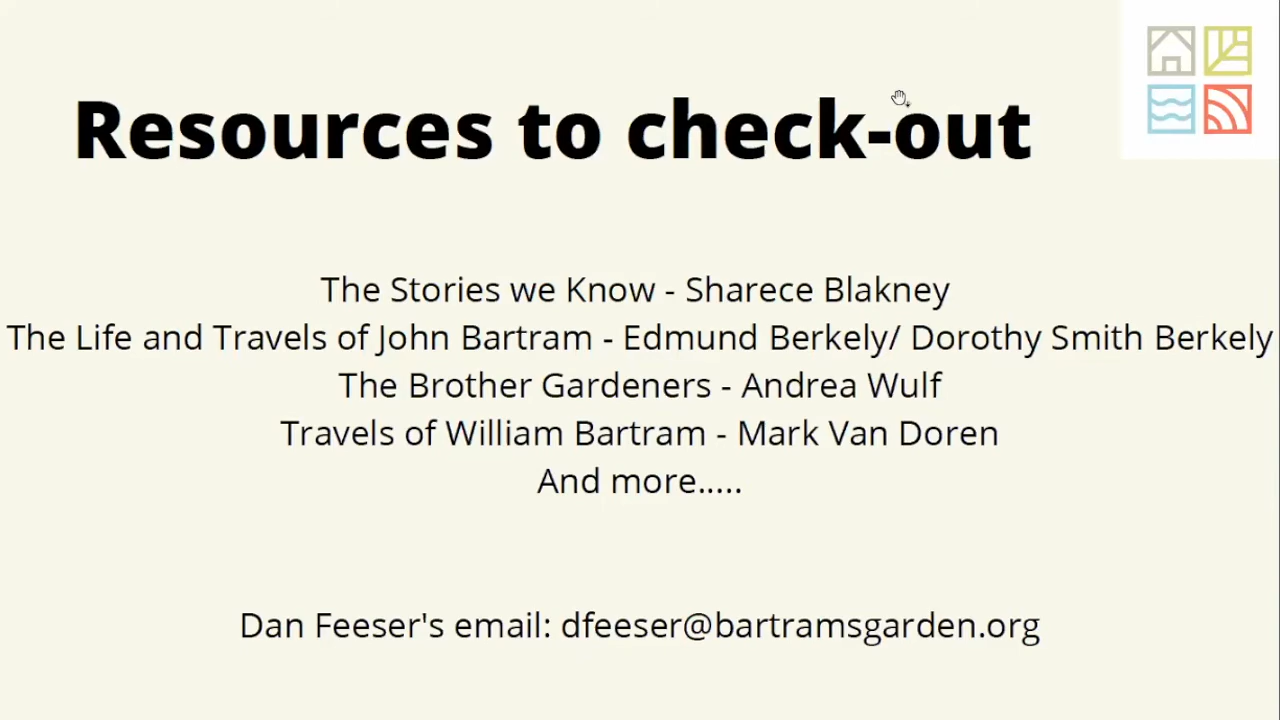 Resources to check-out
The Stories we Know - Sharece Blakney
The Life and Travels of John Bartram - Edmund Berkely/ Dorothy Smith Berkely
The Brother Gardeners - Andrea Wulf
Travels of William Bartram - Mark Van Doren
And more.....
Dan Feeser's email: dfeeser@bartramsgarden.org